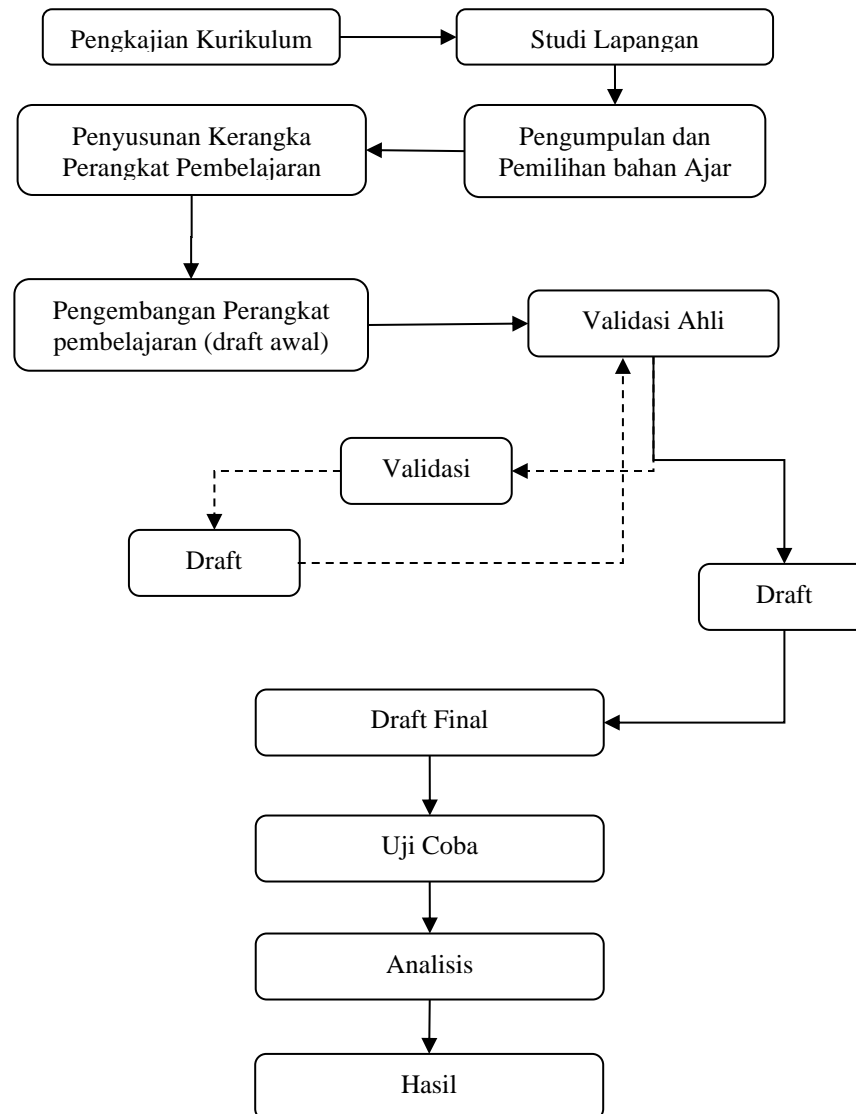 Pengkajian Kurikulum
Studi Lapangan
Pengumpulan dan
Pemilihan bahan Ajar
Penyusunan Kerangka
Perangkat Pembelajaran
Pengembangan Perangkat
pembelajaran (draft awal)
Validasi Ahli
Validasi
Draft
Draft
Draft Final
Uji Coba
Analisis
Hasil